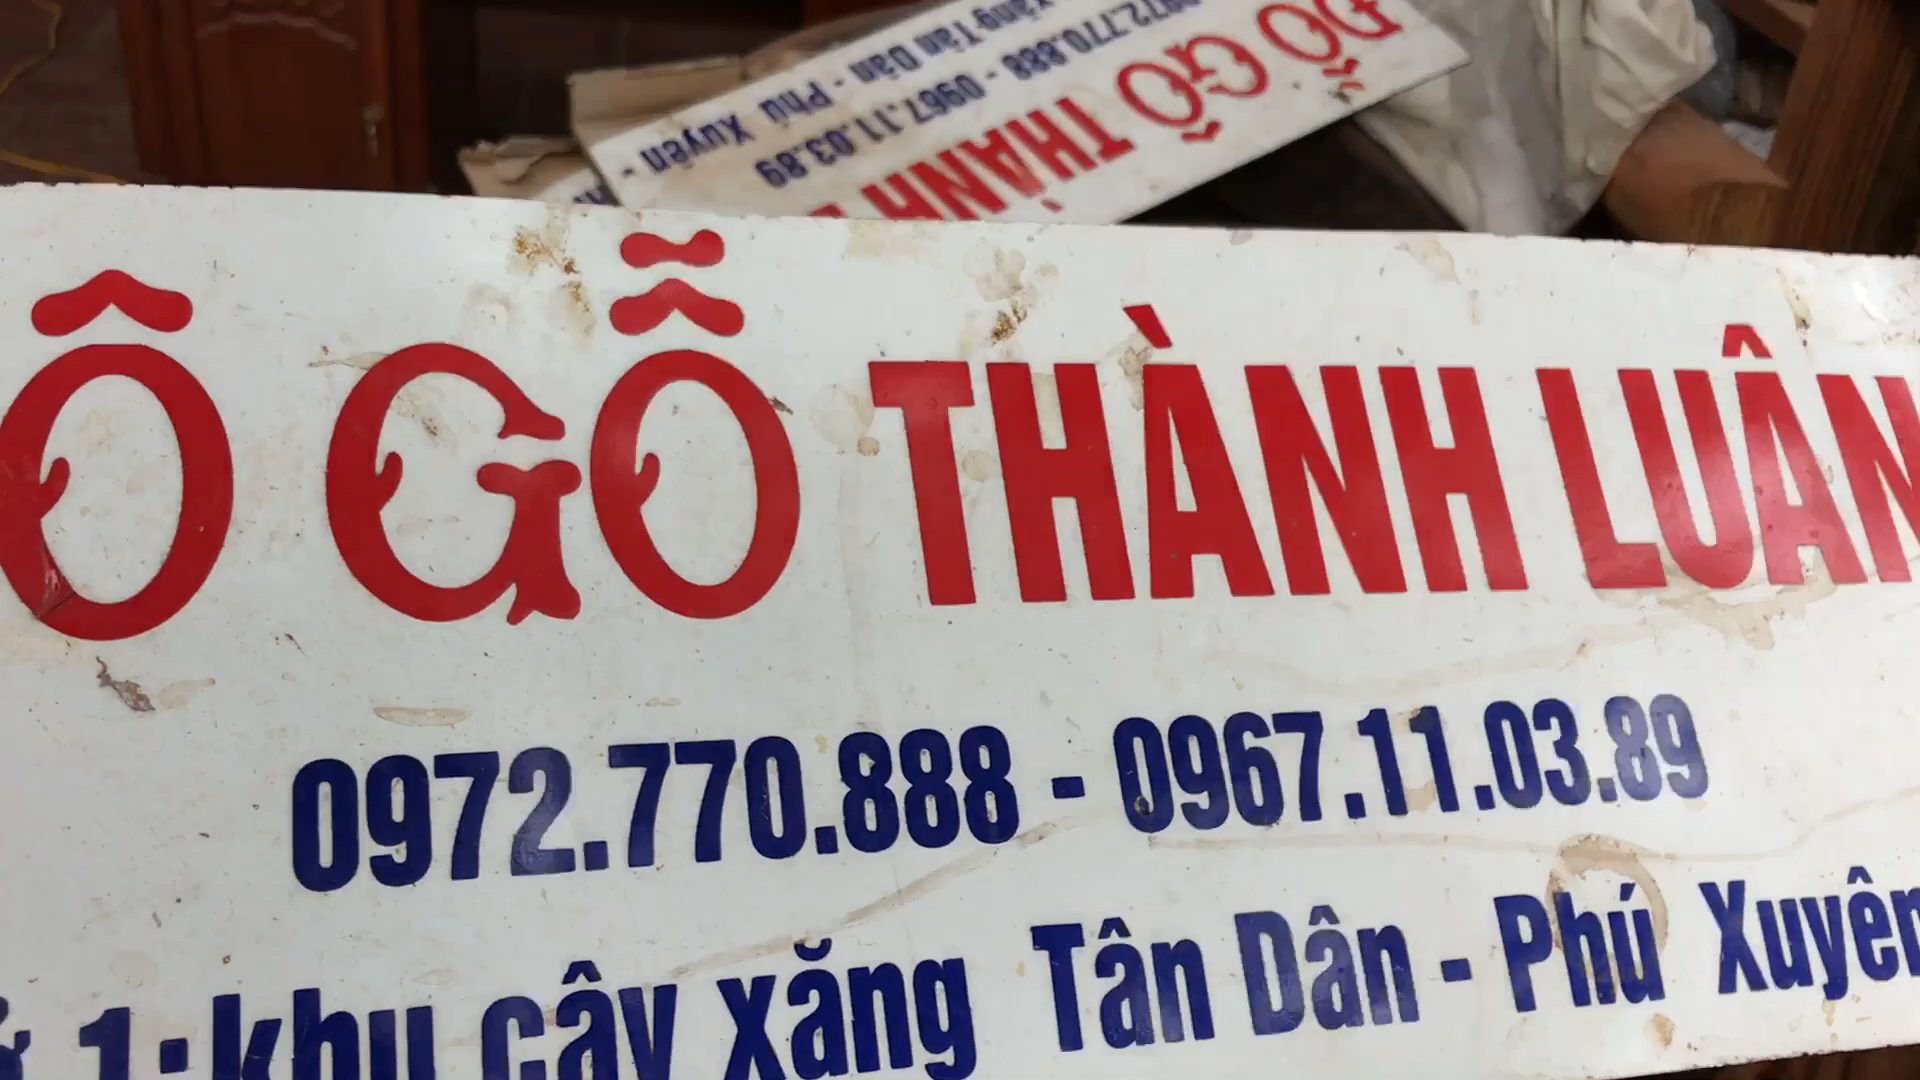 ĐỒ GỖ THÀNH
0972.770.888 - 0967.11.03.89
xăng Tân Dân - Phú Xuyên -
Ô GỖ THÀNH LUÂN
0972.770.888 - 0967.11.03.89
1: khu cây xăng Tân Dân - Phú Xuyên